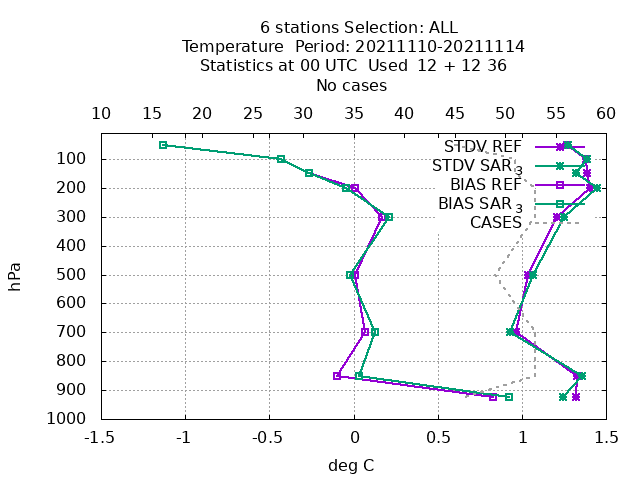 6 stations Selection: ALL
Temperature  Period: 20211110-20211114
Statistics at 00 UTC  Used  12 + 12 36
No cases
10 15 20 25 30 35 40 45 50 55 60
STDV REF
STDV SAR 3
BIAS REF
BIAS SAR 3
CASES
100
200
300
400
500
600
700
800
900
1000
hPa
-1.5 -1 -0.5 0 0.5 1 1.5
deg C